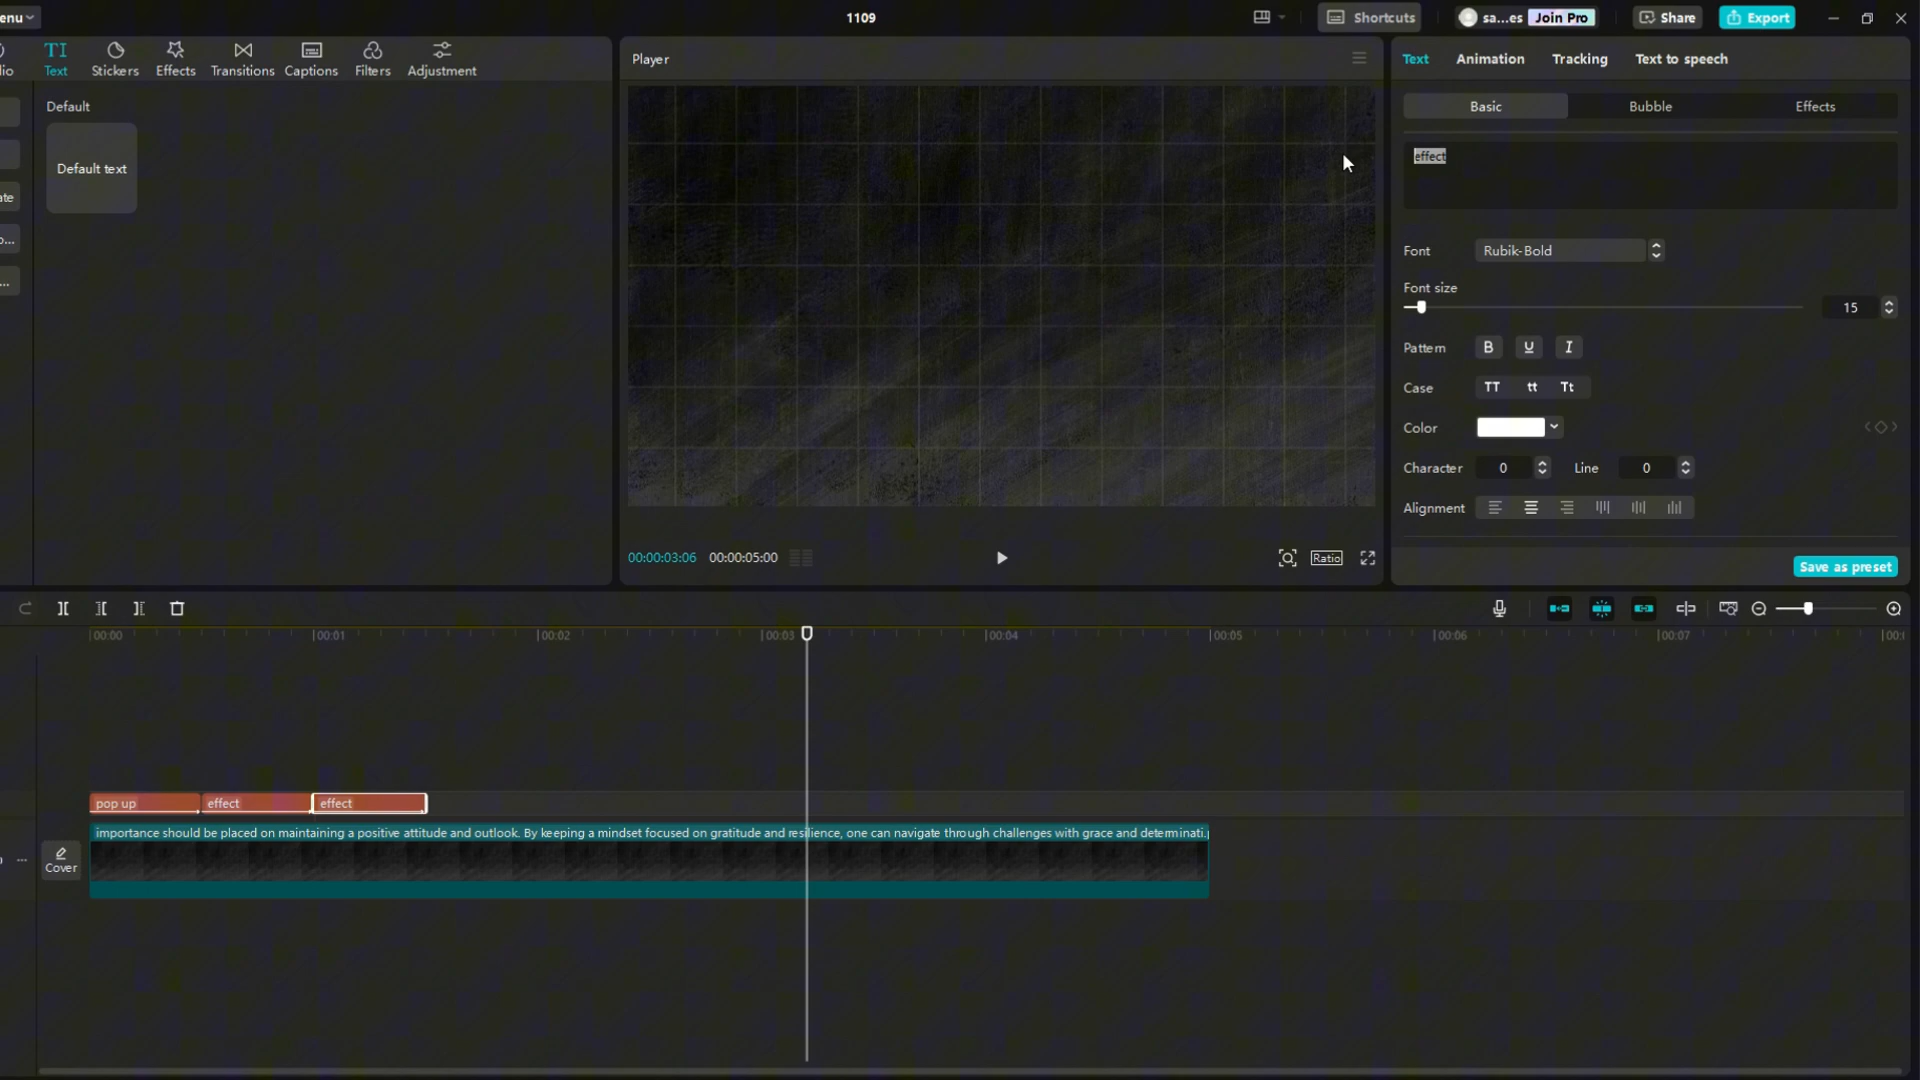 enu
1109
Shortcuts
sa...es
Join Pro
Share
Export
io
TI
Text
Stickers
Effects
Transitions
Captions
Filters
Adjustment
ate
o...
...
Default
Default text
Player
00:00:03:06
00:00:05:00
Ratio
Text
Animation
Tracking
Text to speech
Basic
Bubble
Effects
effect
Font
Rubik-Bold
Font size
15
Pattern
B
U
I
Case
TT
tt
Tt
Color
Character
0
Line
0
Alignment
Save as preset
00:00
00:01
00:02
00:03
00:04
00:05
00:06
00:07
pop up
effect
effect
importance should be placed on maintaining a positive attitude and outlook. By keeping a mindset focused on gratitude and resilience, one can navigate through challenges with grace and determinati.
Cover